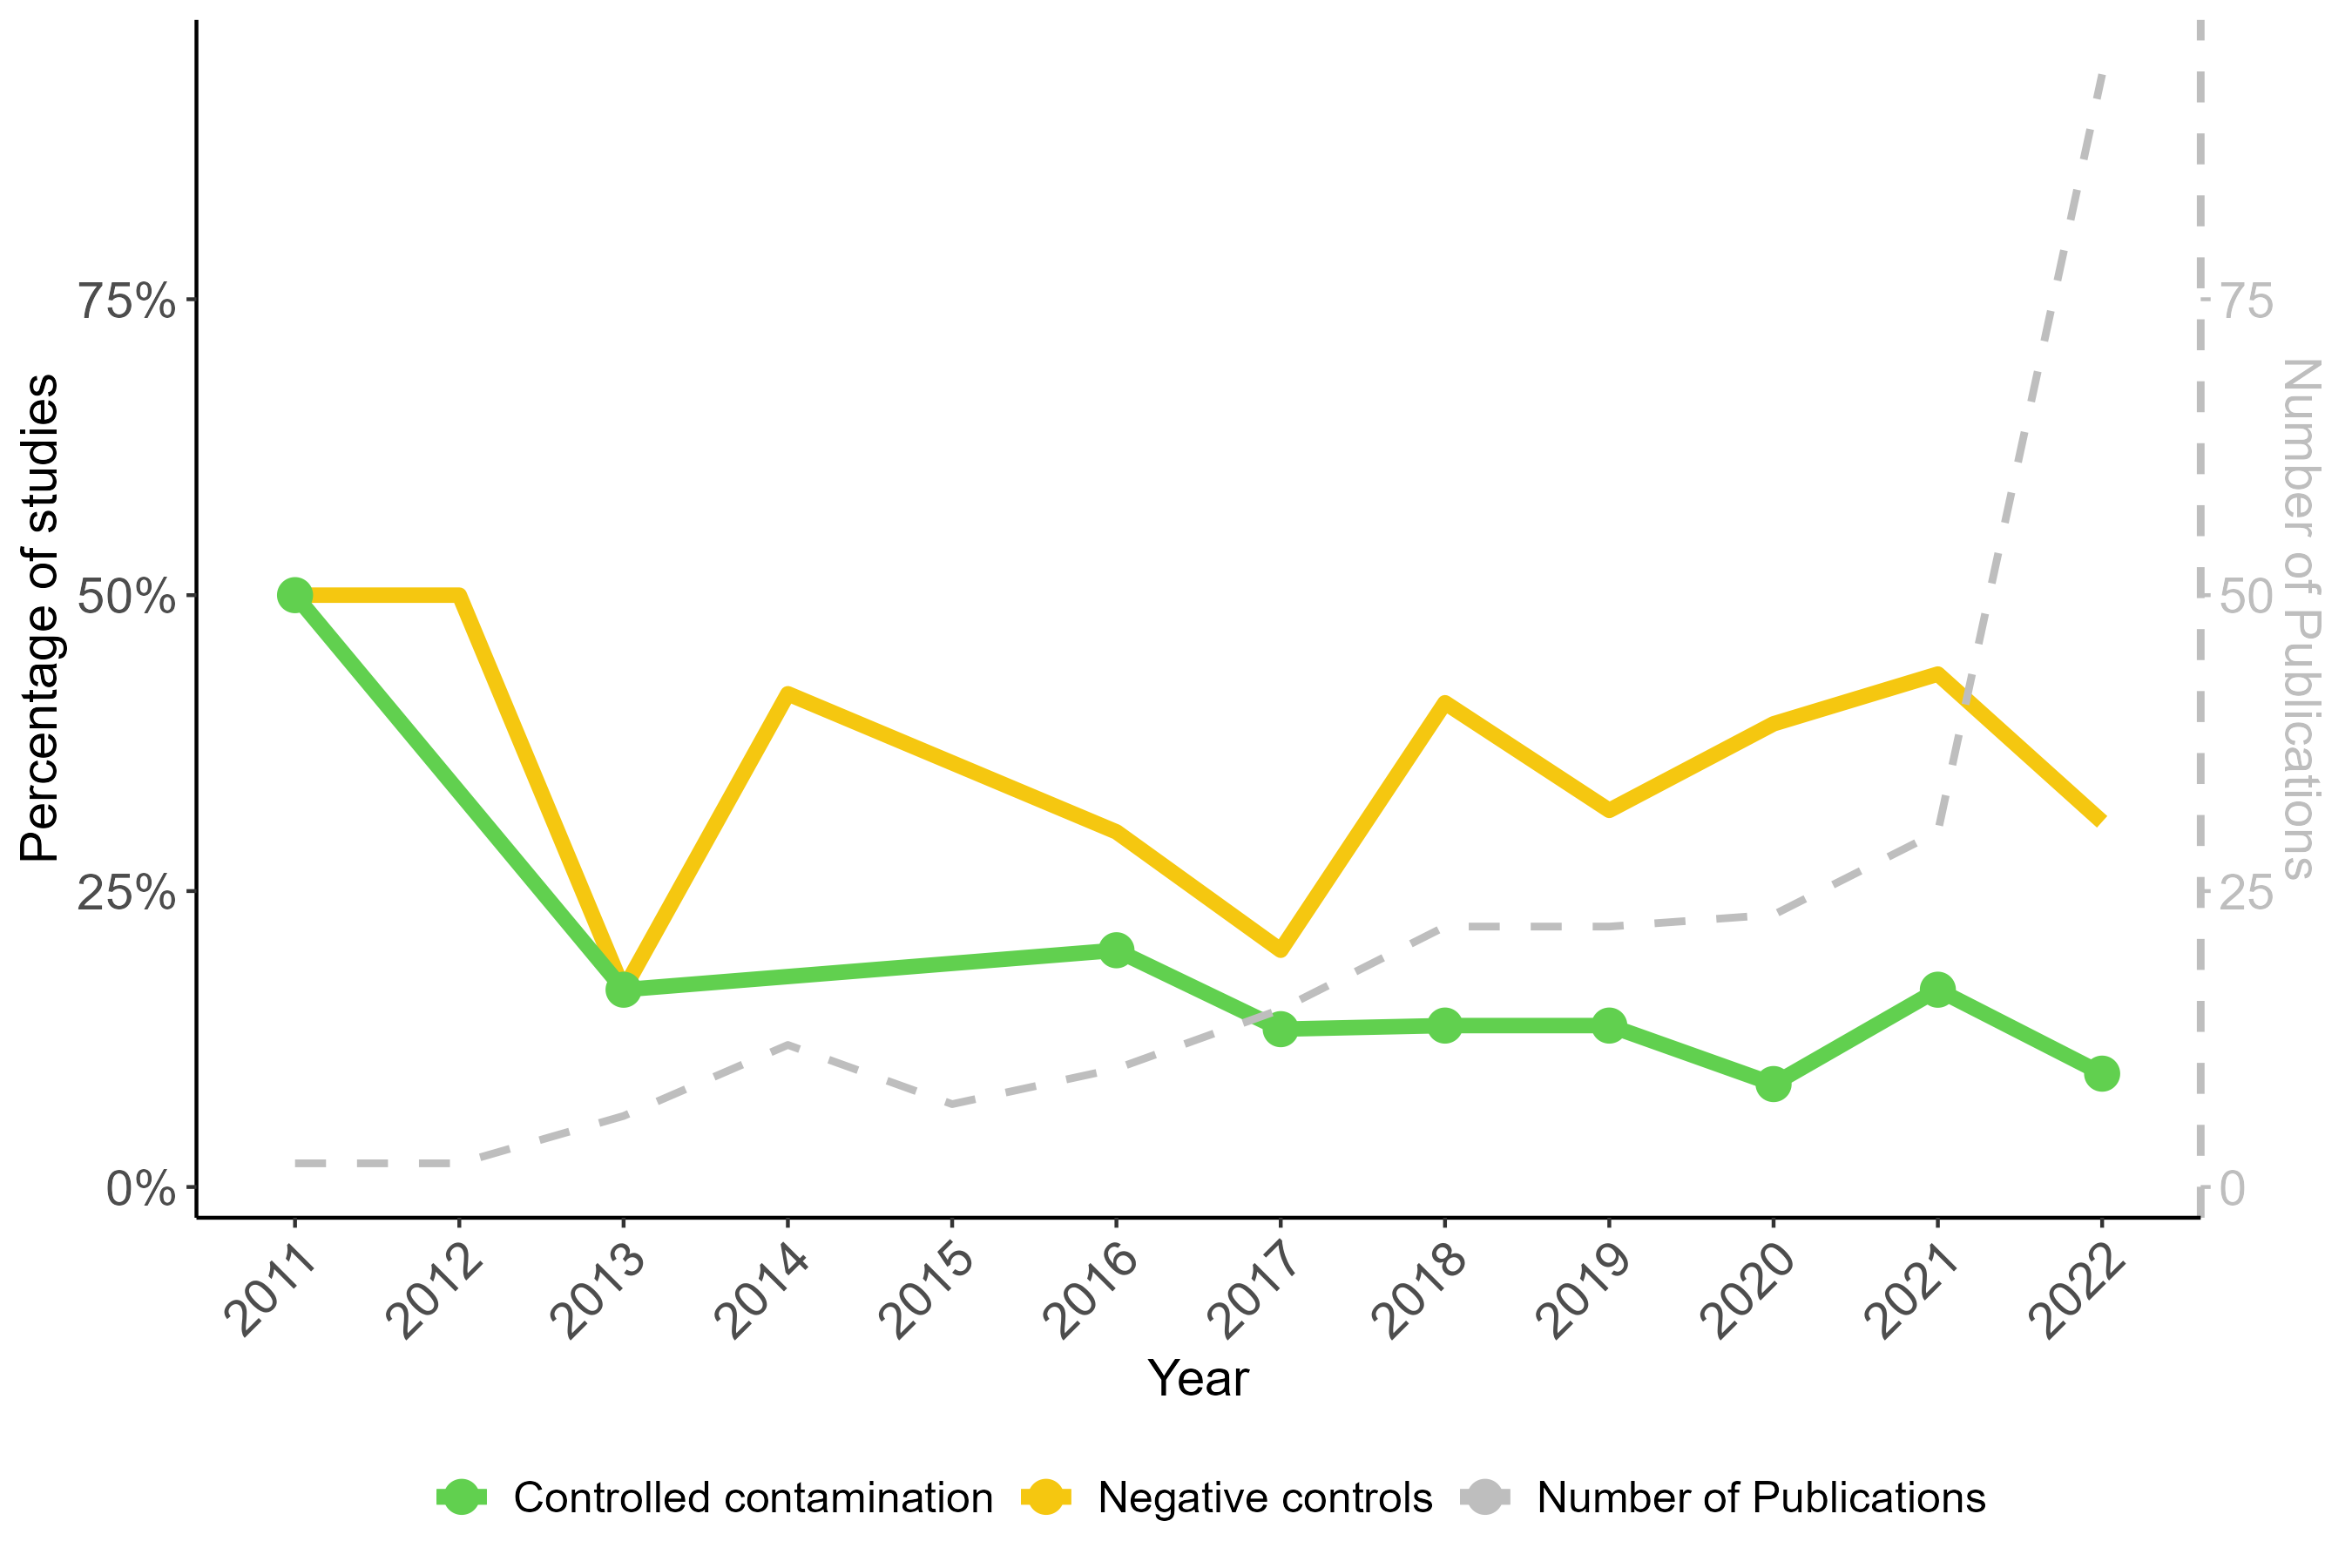 Percentage of studies
75%
50%
25%
0%
75
50
25
0
Number of Publications
2011 2012 2013 2014 2015 2016 2017 2018 2019 2020 2021 2022
Year
Controlled contamination Negative controls Number of Publications